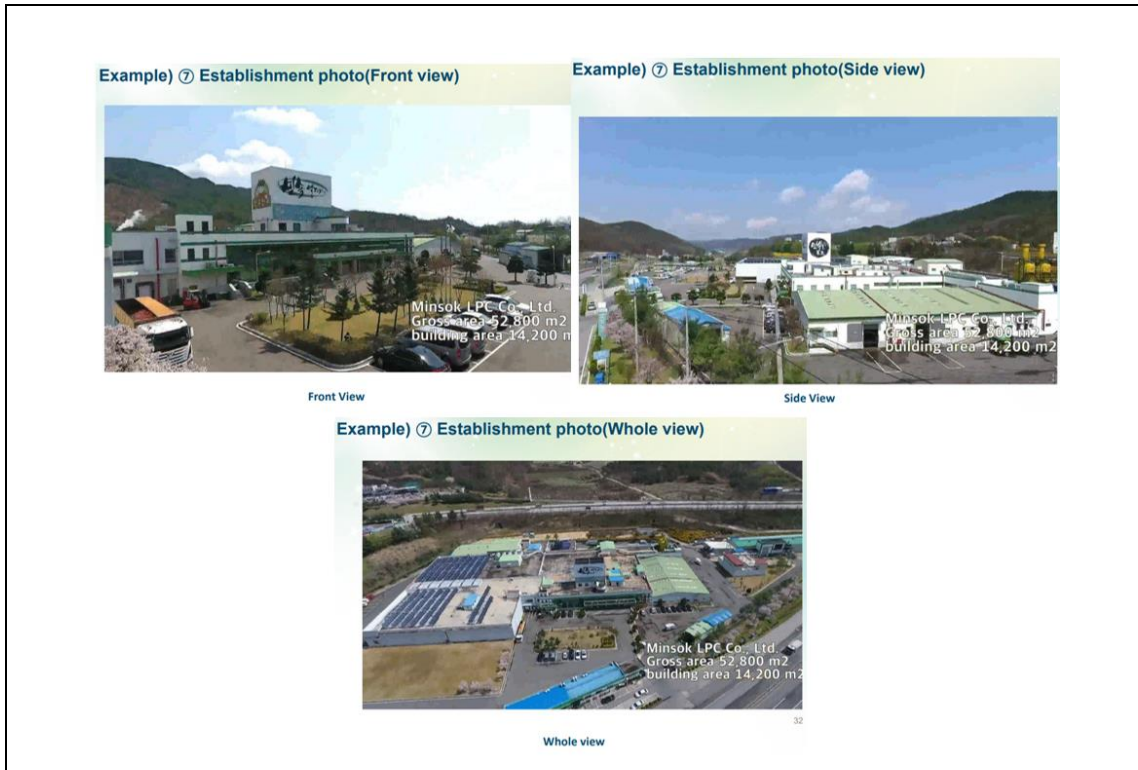 Example) ⑦ Establishment photo(Front view)
Minsok LPC Co., Ltd.
Gross area 52,800 m2
building area 14,200 m
Front View
Example) ⑦ Establishment photo(Side view)
Minsok LPC Co., Ltd.
Gross area 52,800 m2
building area 14,200 m2
Side View
Example) ⑦ Establishment photo(Whole view)
Minsok LPC Co., Ltd.
Gross area 52,800 m2
building area 14,200 m2
32
Whole view